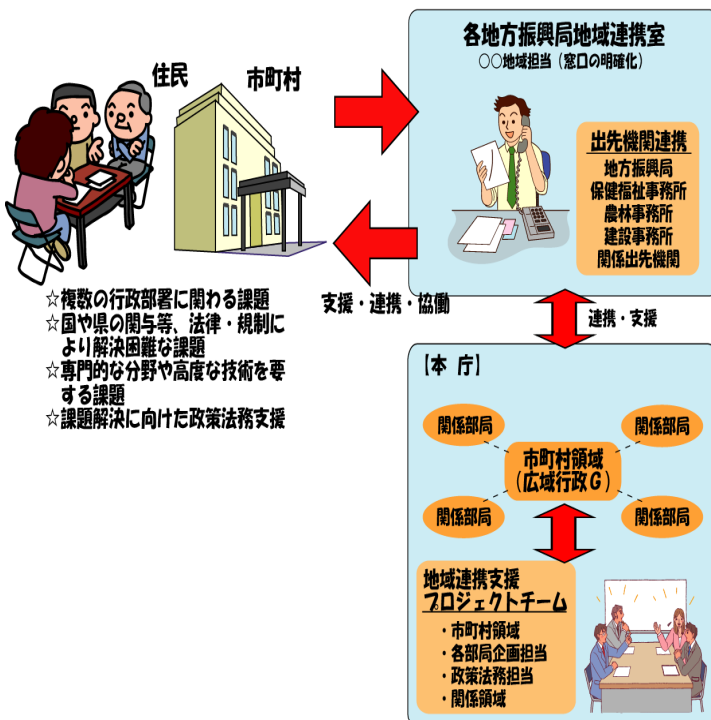 住民
市町村
各地方振興局地域連携室
○○地域担当（窓口の明確化）
出先機関連携
地方振興局
保健福祉事務所
農林事務所
建設事務所
関係出先機関
支援・連携・協働
☆複数の行政部署に関わる課題
☆国や県の関与等、法律・規制に
より解決困難な課題
☆専門的な分野や高度な技術を要
する課題
☆課題解決に向けた政策法務支援
連携・支援
【本 庁】
関係部局
関係部局
市町村領域
（広域行政Ｇ）
関係部局
関係部局
地域連携支援
プロジェクトチーム
・市町村領域
・各部局企画担当
・政策法務担当
・関係領域